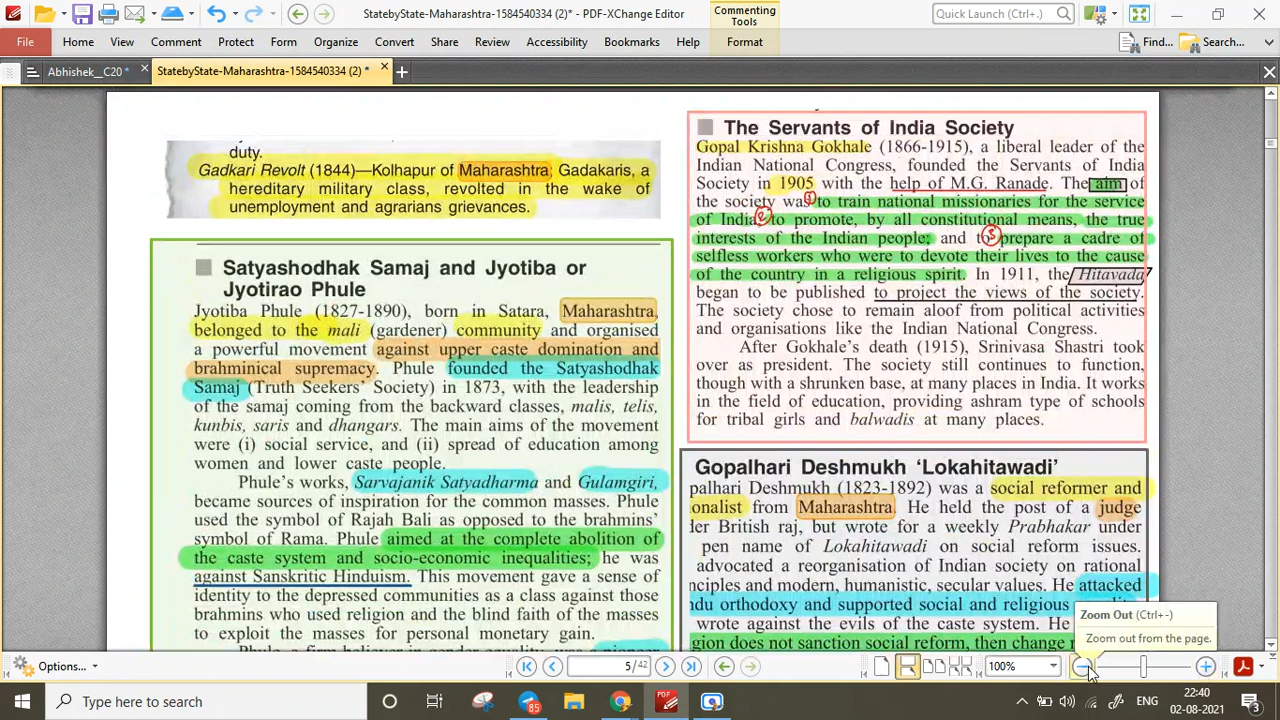 StatebyState-Maharashtra-1584540334 (2)* - PDF-XChange Editor
Commenting Tools
Quick Launch (Ctrl+.)
File Home View Comment Protect Form Organize Convert Share Review Accessibility Bookmarks Help Format
Find... Search...
Abhishek__C20 *
StatebyState-Maharashtra-1584540334 (2) *
duty.
Gadkari Revolt (1844)—Kolhapur of Maharashtra; Gadakaris, a
hereditary military class, revolted in the wake of
unemployment and agrarians grievances.
Satyashodhak Samaj and Jyotiba or
Jyotirao Phule
Jyotiba Phule (1827-1890), born in Satara, Maharashtra,
belonged to the mali (gardener) community and organised
a powerful movement against upper caste domination and
brahminical supremacy. Phule founded the Satyashodhak
Samaj (Truth Seekers' Society) in 1873, with the leadership
of the samaj coming from the backward classes, malis, telis,
kunbis, saris and dhangars. The main aims of the movement
were (i) social service, and (ii) spread of education among
women and lower caste people.
Phule's works, Sarvajanik Satyadharma and Gulamgiri,
became sources of inspiration for the common masses. Phule
used the symbol of Rajah Bali as opposed to the brahmins'
symbol of Rama. Phule aimed at the complete abolition of
the caste system and socio-economic inequalities; he was
against Sanskritic Hinduism. This movement gave a sense of
identity to the depressed communities as a class against those
brahmins who used religion and the blind faith of the masses
to exploit the masses for personal monetary gain.
Phule, a firm believer in gender equality, was a pioneer
The Servants of India Society
Gopal Krishna Gokhale (1866-1915), a liberal leader of the
Indian National Congress, founded the Servants of India
Society in 1905 with the help of M.G. Ranade. The aim of
the society was 1 to train national missionaries for the service
of India; 2 to promote, by all constitutional means, the true
interests of the Indian people; and to 3 prepare a cadre of
selfless workers who were to devote their lives to the cause
of the country in a religious spirit. In 1911, the Hitavada
began to be published to project the views of the society.
The society chose to remain aloof from political activities
and organisations like the Indian National Congress.
After Gokhale's death (1915), Srinivasa Shastri took
over as president. The society still continues to function,
though with a shrunken base, at many places in India. It works
in the field of education, providing ashram type of schools
for tribal girls and balwadis at many places.
Gopalhari Deshmukh 'Lokahitawadi'
palhari Deshmukh (1823-1892) was a social reformer and
onalist from Maharashtra. He held the post of a judge
der British raj, but wrote for a weekly Prabhakar under
pen name of Lokahitawadi on social reform issues.
advocated a reorganisation of Indian society on rational
nciples and modern, humanistic, secular values. He attacked
ndu orthodoxy and supported social and religious
wrote against the evils of the caste system. He
gion does not sanction social reform, then change
Zoom Out (Ctrl+-)
Zoom out from the page.
Options...
5 / 42
100%
Type here to search
85
ENG
22:40
02-08-2021
3